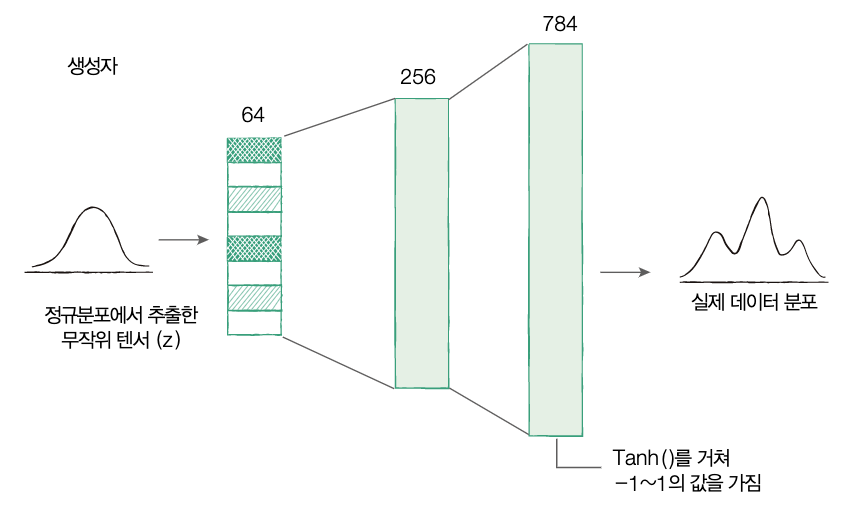 생성자
64
256
784
정규분포에서 추출한
무작위 텐서 (z)
실제 데이터 분포
Tanh()를 거쳐
−1~1의 값을 가짐